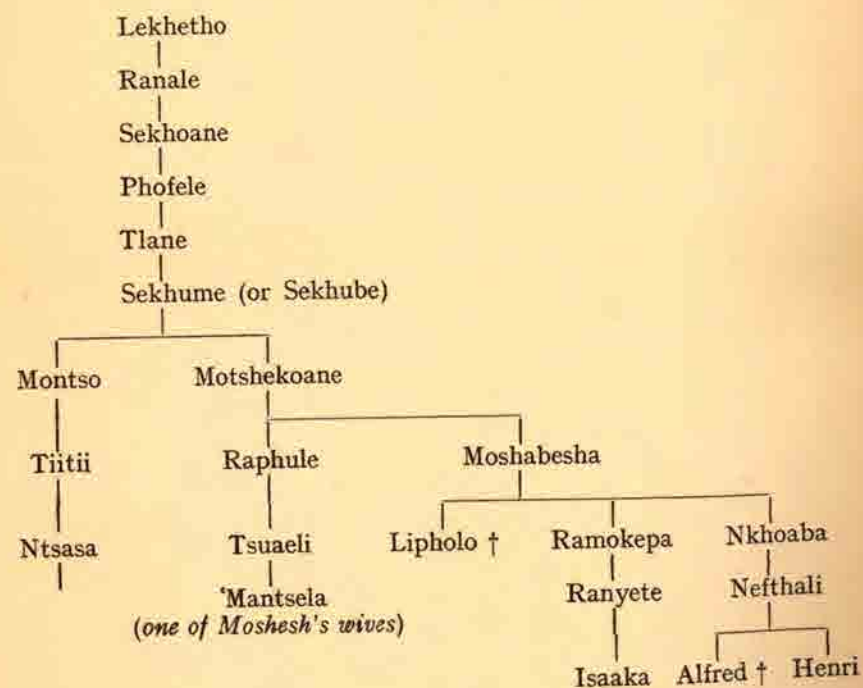 Lekhetho
Ranale
Sekhoane
Phofele
Tlane
Sekhume (or Sekhube)
Montso Motshekoane
Tiitii Raphule Moshabesha
Ntsasa Tsuaeli Lipholo † Ramokepa Nkhoaba
'Mantsela Ranyete Nefthali
(one of Moshesh's wives)
Isaaka Alfred † Henri